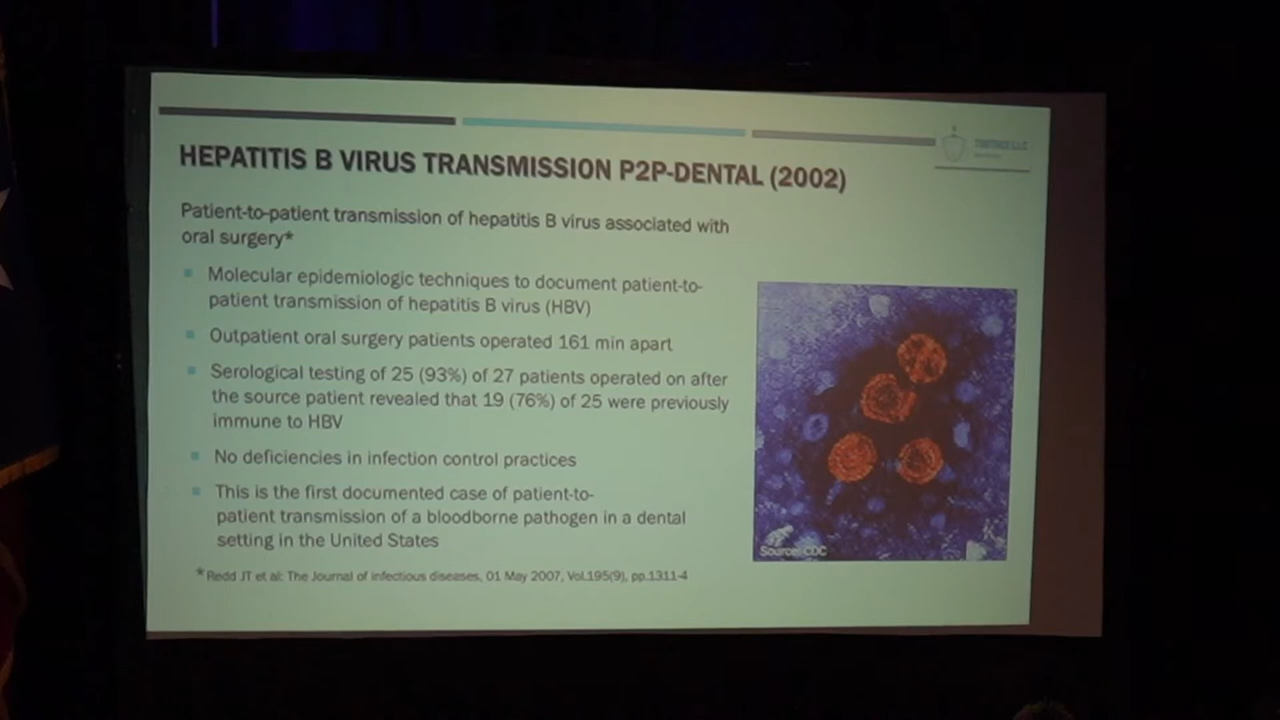 HEPATITIS B VIRUS TRANSMISSION P2P-DENTAL (2002)
Patient-to-patient transmission of hepatitis B virus associated with
oral surgery*
Molecular epidemiologic techniques to document patient-to-
patient transmission of hepatitis B virus (HBV)
Outpatient oral surgery patients operated 161 min apart
Serological testing of 25 (93%) of 27 patients operated on after
the source patient revealed that 19 (76%) of 25 were previously
immune to HBV
No deficiencies in infection control practices
This is the first documented case of patient-to-
patient transmission of a bloodborne pathogen in a dental
setting in the United States
*Redd JT et al: The Journal of infectious diseases, 01 May 2007, Vol.195(9), pp.1311-4
Source: CDC